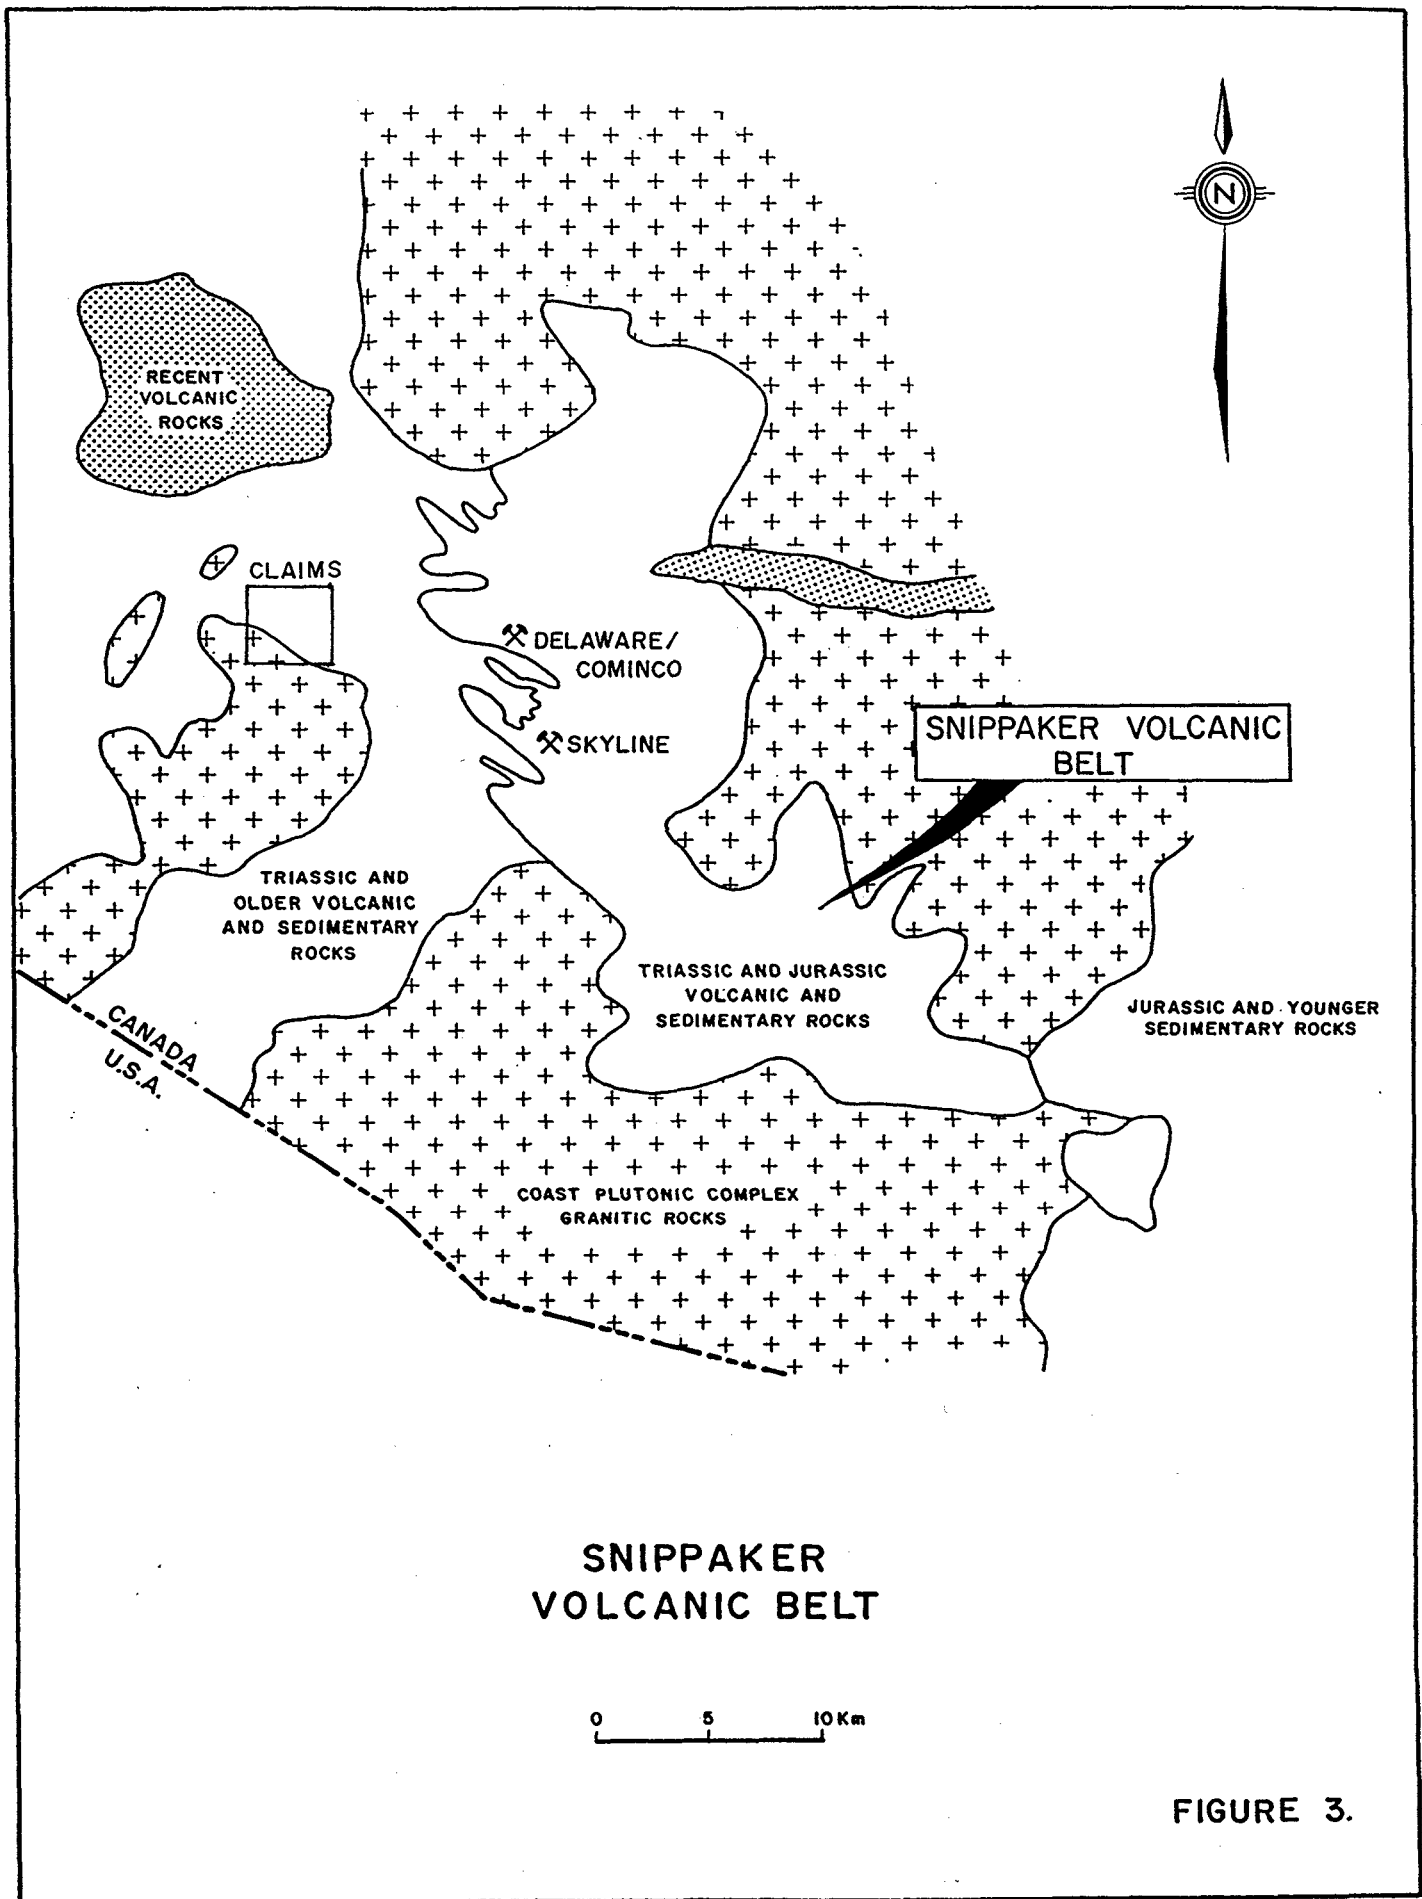 N
RECENT
VOLCANIC
ROCKS
CLAIMS
DELAWARE/
COMINCO
SKYLINE
SNIPPAKER VOLCANIC
BELT
TRIASSIC AND
OLDER VOLCANIC
AND SEDIMENTARY
ROCKS
TRIASSIC AND JURASSIC
VOLCANIC AND
SEDIMENTARY ROCKS
JURASSIC AND YOUNGER
SEDIMENTARY ROCKS
CANADA
U.S.A.
COAST PLUTONIC COMPLEX
GRANITIC ROCKS
SNIPPAKER
VOLCANIC BELT
0 5 10 Km
FIGURE 3.